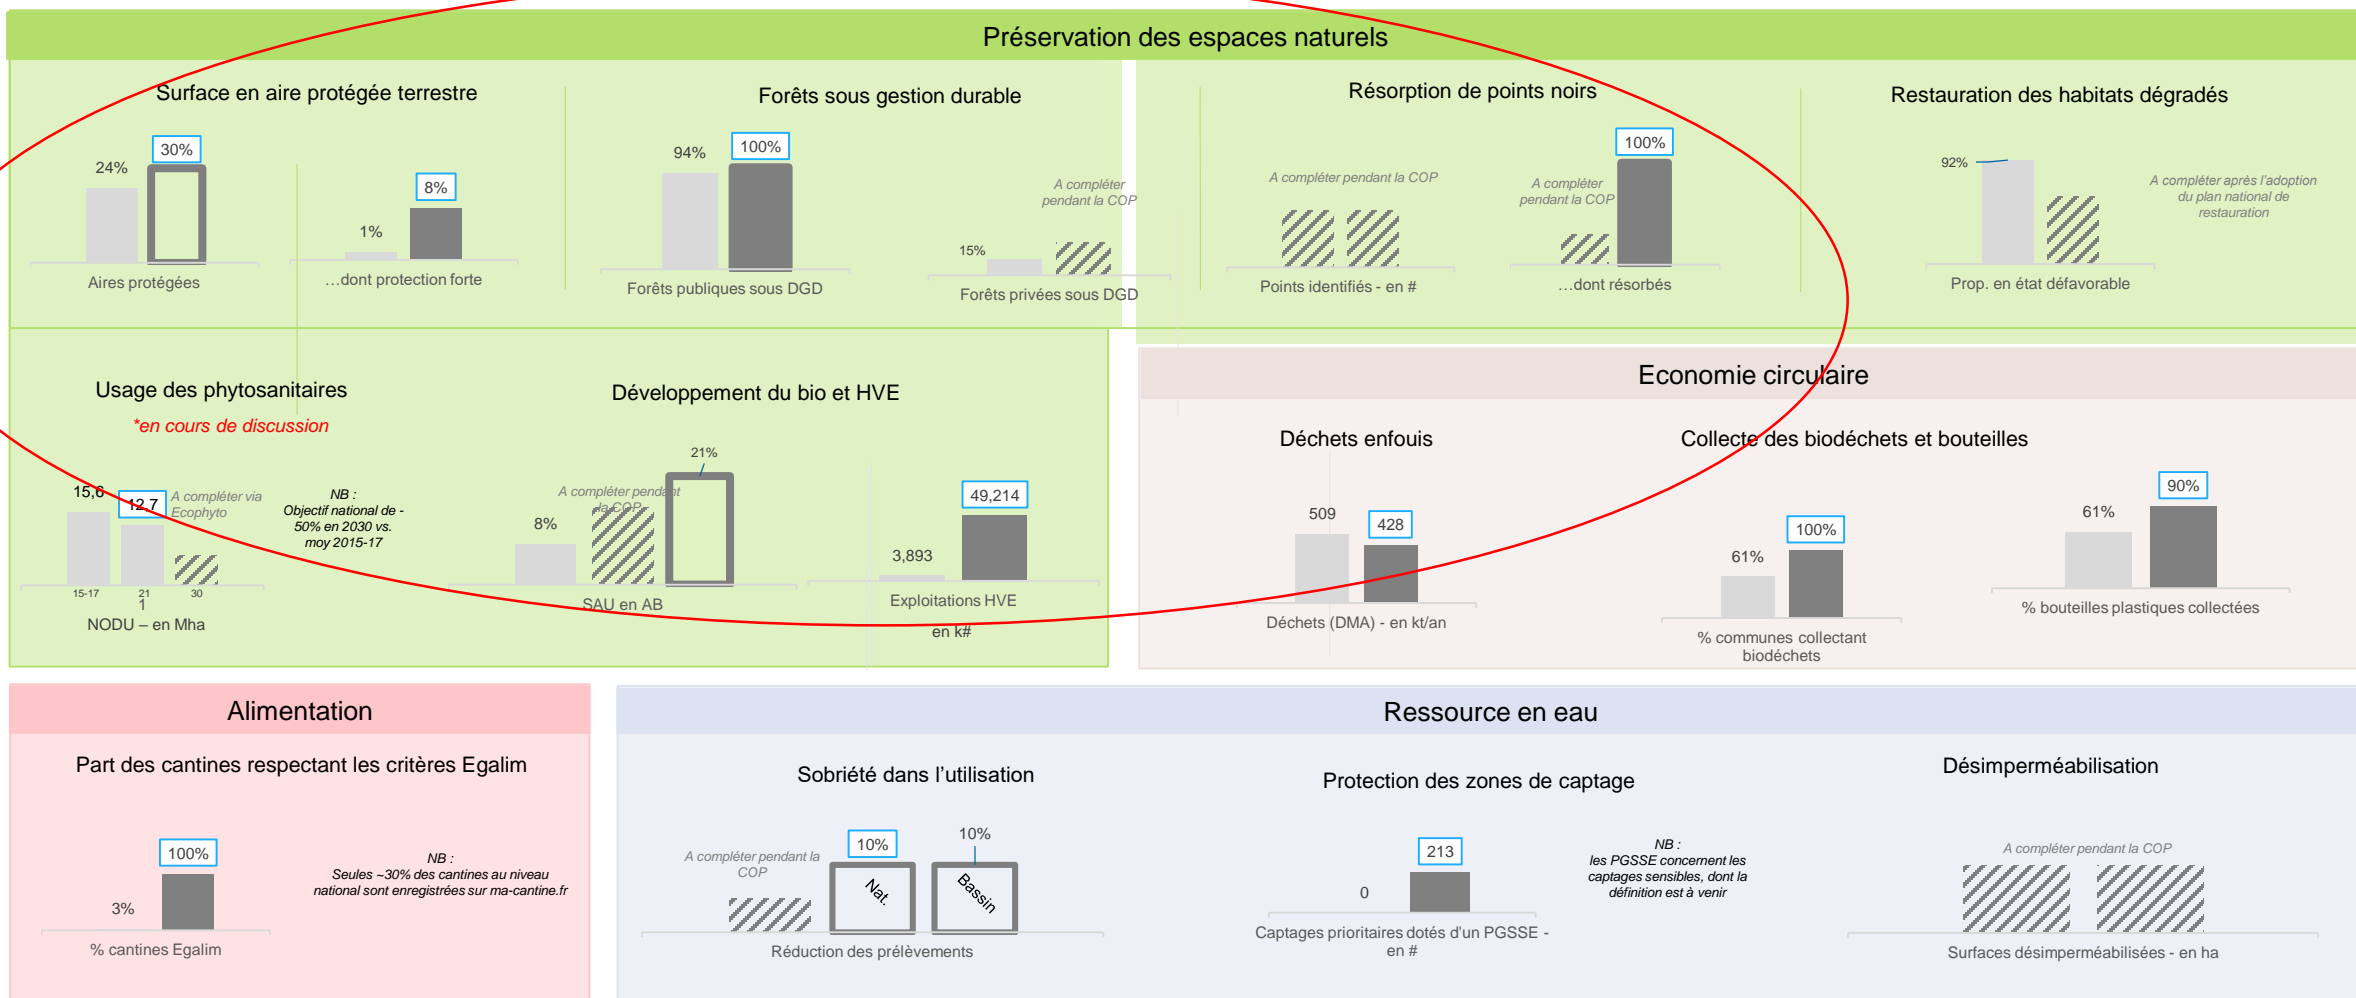 Préservation des espaces naturels
Surface en aire protégée terrestre
24%
30%
Aires protégées
1%
8%
…dont protection forte
Forêts sous gestion durable
94%
100%
Forêts publiques sous DGD
A compléter
pendant la COP
15%
Forêts privées sous DGD
Résorption de points noirs
A compléter pendant la COP
Points identifiés - en #
A compléter
pendant la COP
100%
…dont résorbés
Restauration des habitats dégradés
92%
A compléter après l'adoption
du plan national de
restauration
Prop. en état défavorable
Usage des phytosanitaires
*en cours de discussion
15,6
12,7
A compléter via
Ecophyto
15-17
21
30
1
NODU – en Mha
NB :
Objectif national de -
50% en 2030 vs.
moy 2015-17
Développement du bio et HVE
8%
A compléter pendant
la COP
21%
SAU en AB
3,893
49,214
Exploitations HVE
en k#
Economie circulaire
Déchets enfouis
509
428
Déchets (DMA) - en kt/an
Collecte des biodéchets et bouteilles
61%
100%
% communes collectant
biodéchets
61%
90%
% bouteilles plastiques collectées
Alimentation
Part des cantines respectant les critères Egalim
3%
100%
% cantines Egalim
NB :
Seules ~30% des cantines au niveau
national sont enregistrées sur ma-cantine.fr
Ressource en eau
Sobriété dans l'utilisation
A compléter pendant la
COP
10%
Nat.
10%
Bassin
Réduction des prélèvements
Protection des zones de captage
0
213
Captages prioritaires dotés d'un PGSSE -
en #
NB :
les PGSSE concernent les
captages sensibles, dont la
définition est à venir
Désimperméabilisation
A compléter pendant la COP
Surfaces désimperméabilisées - en ha